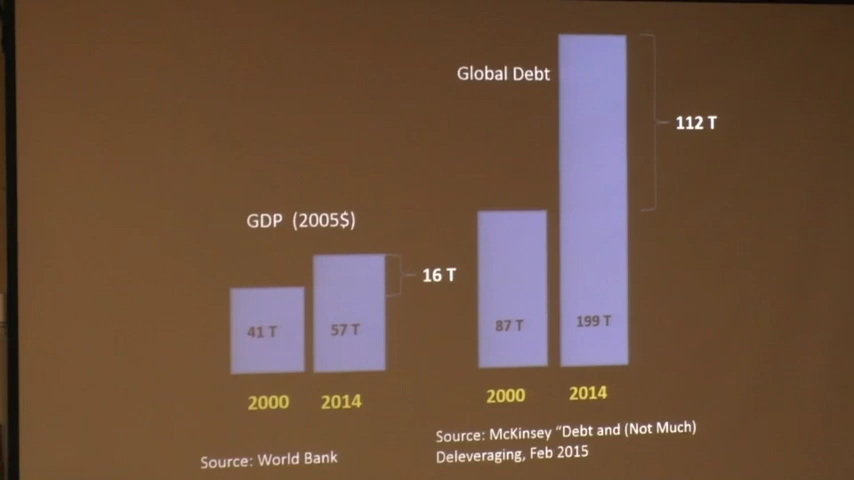 Global Debt
112 T
GDP (2005$)
16 T
41 T
57 T
87 T
199 T
2000
2014
2000
2014
Source: World Bank
Source: McKinsey “Debt and (Not Much)
Deleveraging, Feb 2015